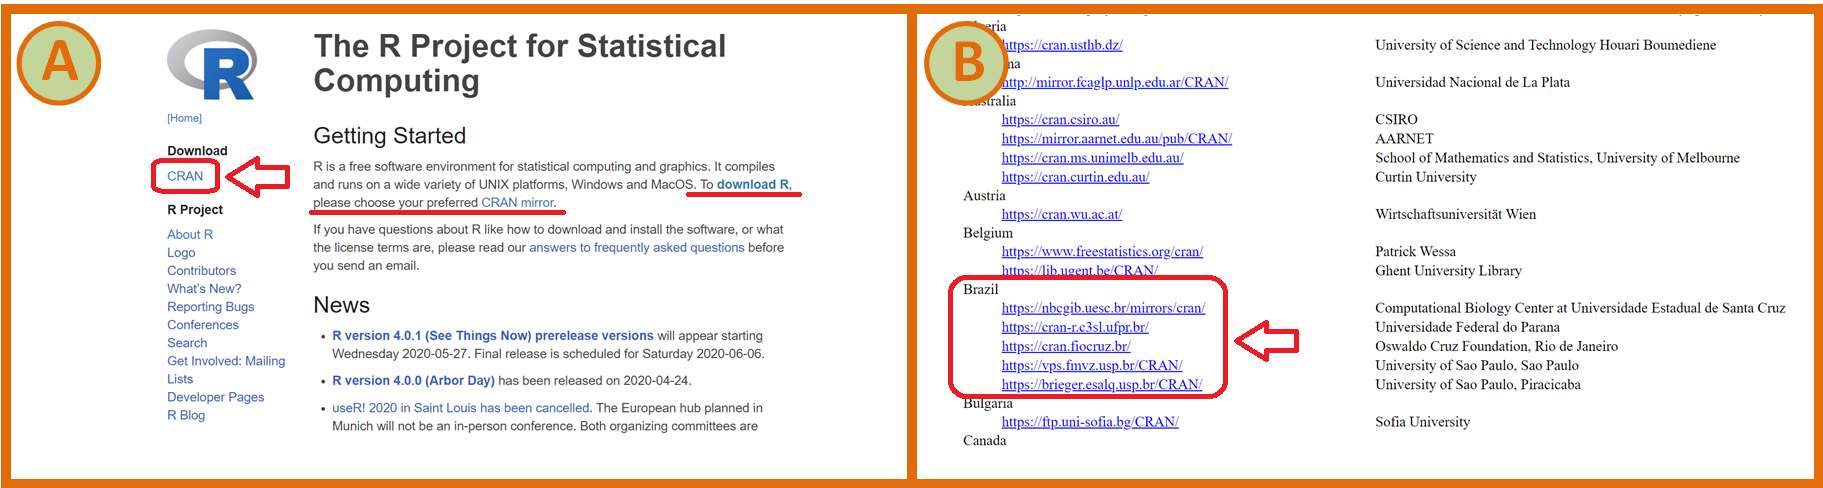 A
R
The R Project for Statistical
Computing
[Home]
Download
CRAN
R Project
About R
Logo
Contributors
What's New?
Reporting Bugs
Conferences
Search
Get Involved: Mailing
Lists
Developer Pages
R Blog
Getting Started
R is a free software environment for statistical computing and graphics. It compiles
and runs on a wide variety of UNIX platforms, Windows and MacOS. To download R,
please choose your preferred CRAN mirror.
If you have questions about R like how to download and install the software, or what
the license terms are, please read our answers to frequently asked questions before
you send an email.
News
• R version 4.0.1 (See Things Now) prerelease versions will appear starting
Wednesday 2020-05-27. Final release is scheduled for Saturday 2020-06-06.
• R version 4.0.0 (Arbor Day) has been released on 2020-04-24.
• useR! 2020 in Saint Louis has been cancelled. The European hub planned in
Munich will not be an in-person conference. Both organizing committees are
B
https://cran.usthb.dz/ University of Science and Technology Houari Boumediene
http://mirror.fcaglp.unlp.edu.ar/CRAN/ Universidad Nacional de La Plata
Australia
https://cran.csiro.au/ CSIRO
https://mirror.aarnet.edu.au/pub/CRAN/ AARNET
https://cran.ms.unimelb.edu.au/ School of Mathematics and Statistics, University of Melbourne
https://cran.curtin.edu.au/ Curtin University
Austria
https://cran.wu.ac.at/ Wirtschaftsuniversität Wien
Belgium
https://www.freestatistics.org/cran/ Patrick Wessa
https://lib.ugent.be/CRAN/ Ghent University Library
Brazil
https://nbcgib.uesc.br/mirrors/cran/ Computational Biology Center at Universidade Estadual de Santa Cruz
https://cran-r.c3sl.ufpr.br/ Universidade Federal do Parana
https://cran.fiocruz.br/ Oswaldo Cruz Foundation, Rio de Janeiro
https://vps.fmvz.usp.br/CRAN/ University of Sao Paulo, Sao Paulo
https://brieger.esalq.usp.br/CRAN/ University of Sao Paulo, Piracicaba
Bulgaria
https://ftp.uni-sofia.bg/CRAN/ Sofia University
Canada